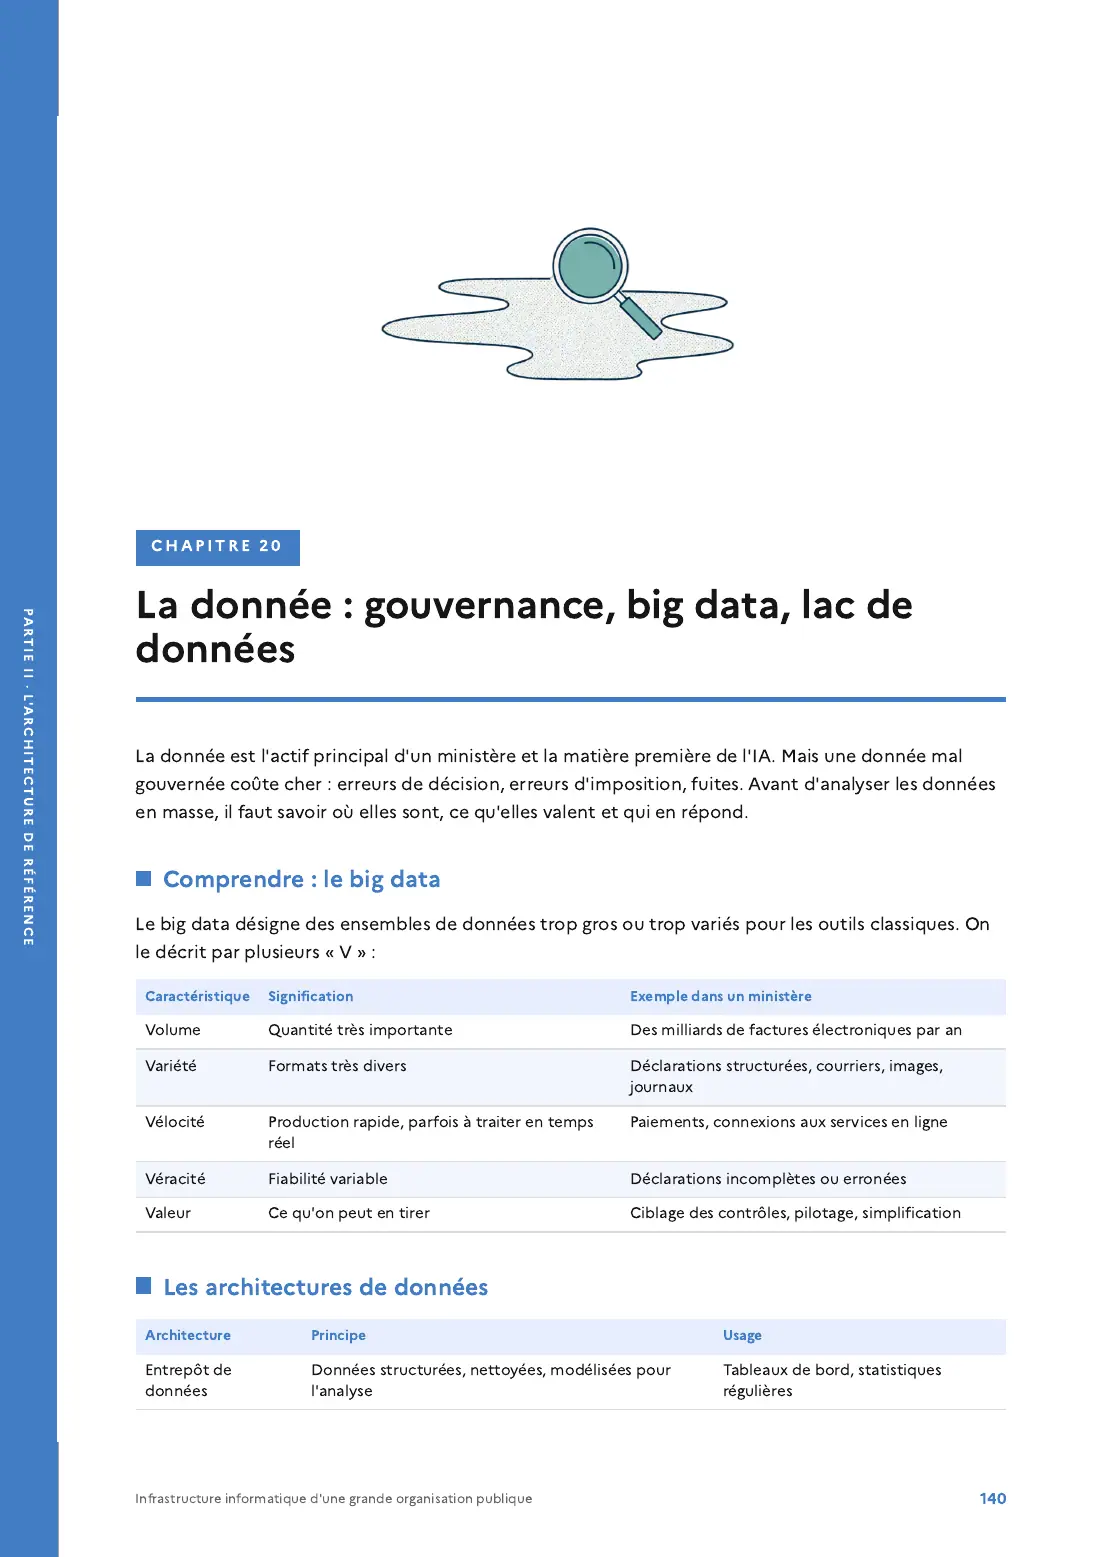 CHAPITRE 20
La donnée : gouvernance, big data, lac de
données
PARTIE II · L'ARCHITECTURE DE RÉFÉRENCE
La donnée est l'actif principal d'un ministère et la matière première de l'IA. Mais une donnée mal
gouvernée coûte cher : erreurs de décision, erreurs d'imposition, fuites. Avant d'analyser les données
en masse, il faut savoir où elles sont, ce qu'elles valent et qui en répond.
Comprendre : le big data
Le big data désigne des ensembles de données trop gros ou trop variés pour les outils classiques. On
le décrit par plusieurs « V » :
Caractéristique Signification Exemple dans un ministère
Volume Quantité très importante Des milliards de factures électroniques par an
Variété Formats très divers Déclarations structurées, courriers, images,
journaux
Vélocité Production rapide, parfois à traiter en temps Paiements, connexions aux services en ligne
réel
Véracité Fiabilité variable Déclarations incomplètes ou erronées
Valeur Ce qu'on peut en tirer Ciblage des contrôles, pilotage, simplification
Les architectures de données
Architecture Principe Usage
Entrepôt de Données structurées, nettoyées, modélisées pour Tableaux de bord, statistiques
données l'analyse régulières
Infrastructure informatique d'une grande organisation publique 140